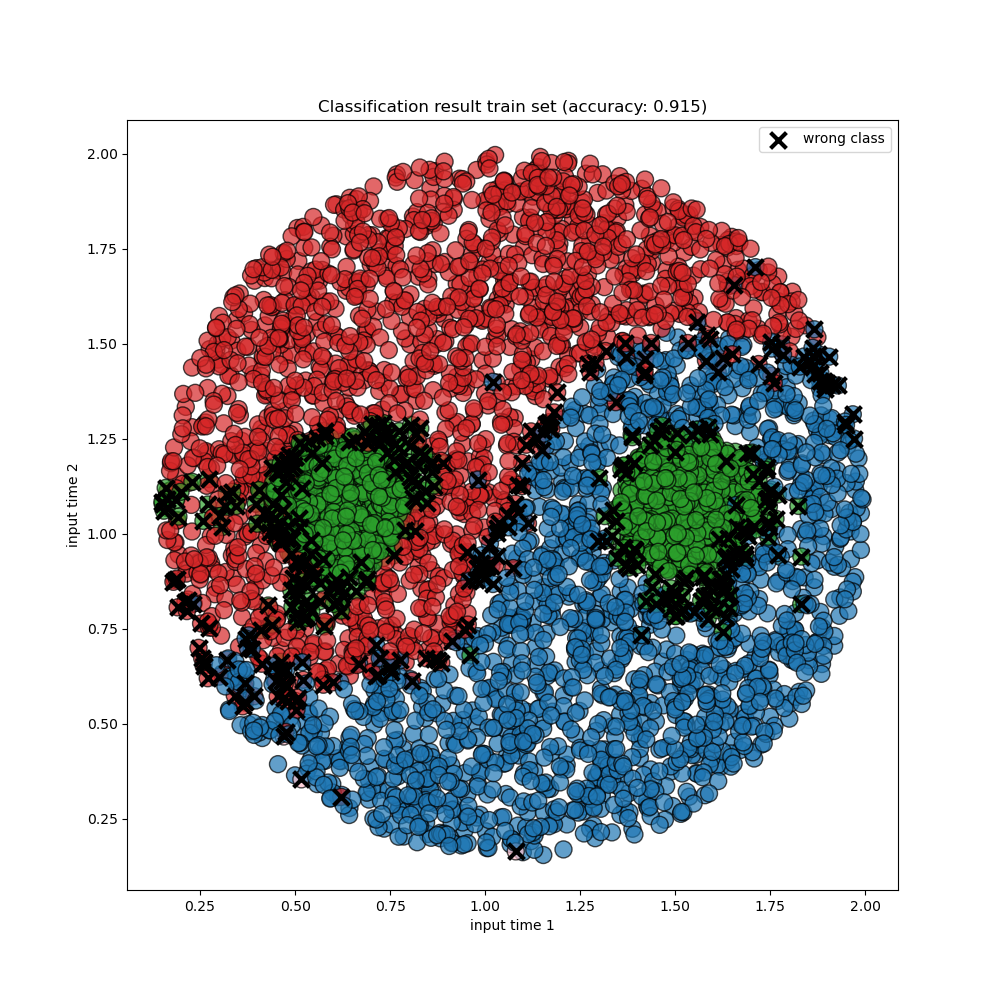 Classification result train set (accuracy: 0.915)
wrong class
2.00
1.75
1.50
1.25
1.00
0.75
0.50
0.25
input time 2
0.25 0.50 0.75 1.00 1.25 1.50 1.75 2.00
input time 1